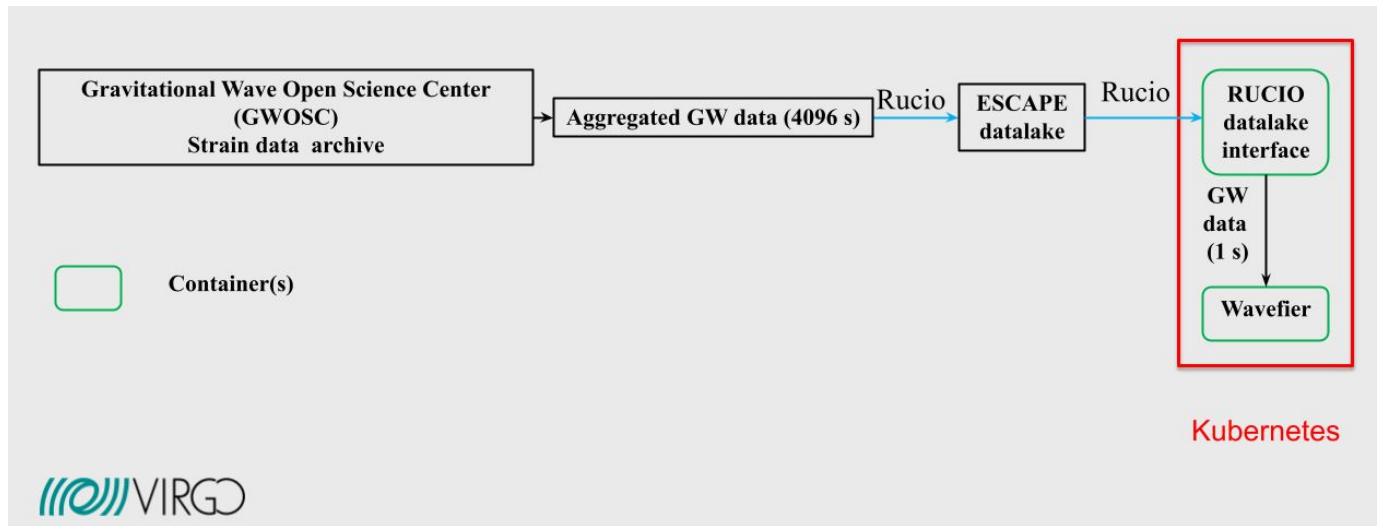 Gravitational Wave Open Science Center
(GWOSC)
Strain data archive
Aggregated GW data (4096 s)
Rucio
ESCAPE
datalake
Rucio
RUCIO
datalake
interface
GW
data
(1 s)
Wavefier
Container(s)
Kubernetes
((O))VIRGO